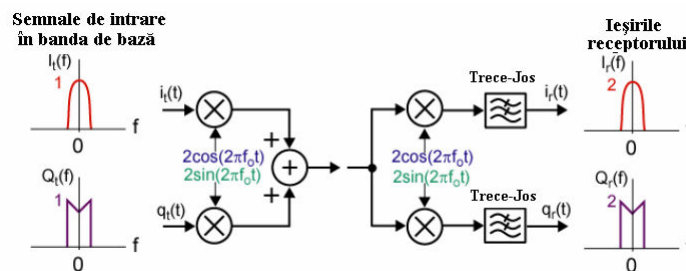 Semnale de intrare
în banda de bază
Ieşirile
receptorului
It(f)
1
f
0
it(t)
2cos(2πfot)
2sin(2πfot)
+
+
+
2cos(2πfot)
2sin(2πfot)
Trece-Jos
ir(t)
Ir(f)
2
0
Qt(f)
1
f
0
qt(t)
Trece-Jos
qr(t)
Qr(f)
2
0